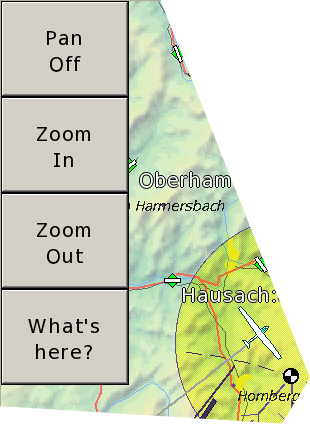 Pan
Off
Zoom
In
Oberham
Harmersbach
Zoom
Out
Hausach:
What's
here?
Hornberg